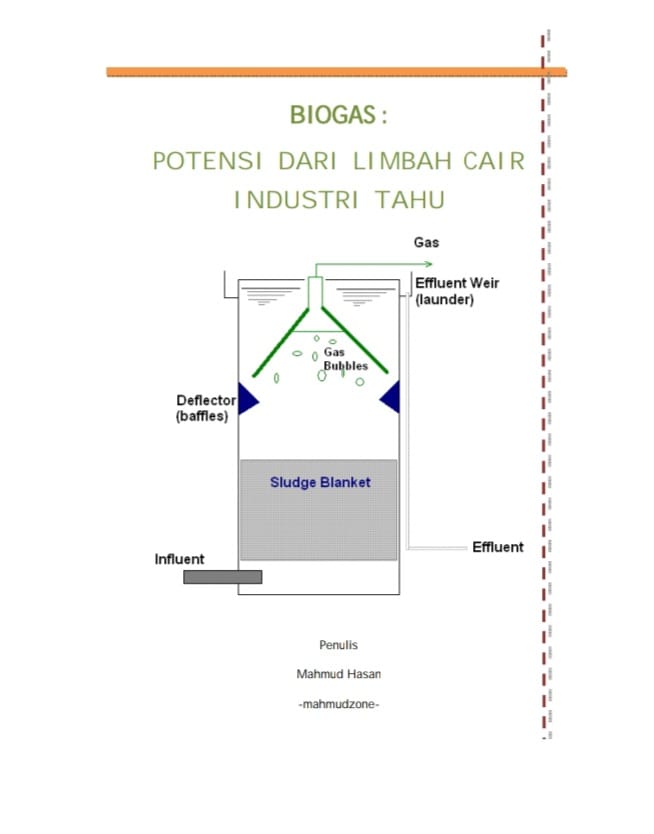 BIOGAS :
POTENSI DARI LIMBAH CAIR
INDUSTRI TAHU
Gas
Effluent Weir
(launder)
Gas
Bubbles
Deflector
(baffles)
Sludge Blanket
Effluent
Influent
Penulis
Mahmud Hasan
-mahmudzone-